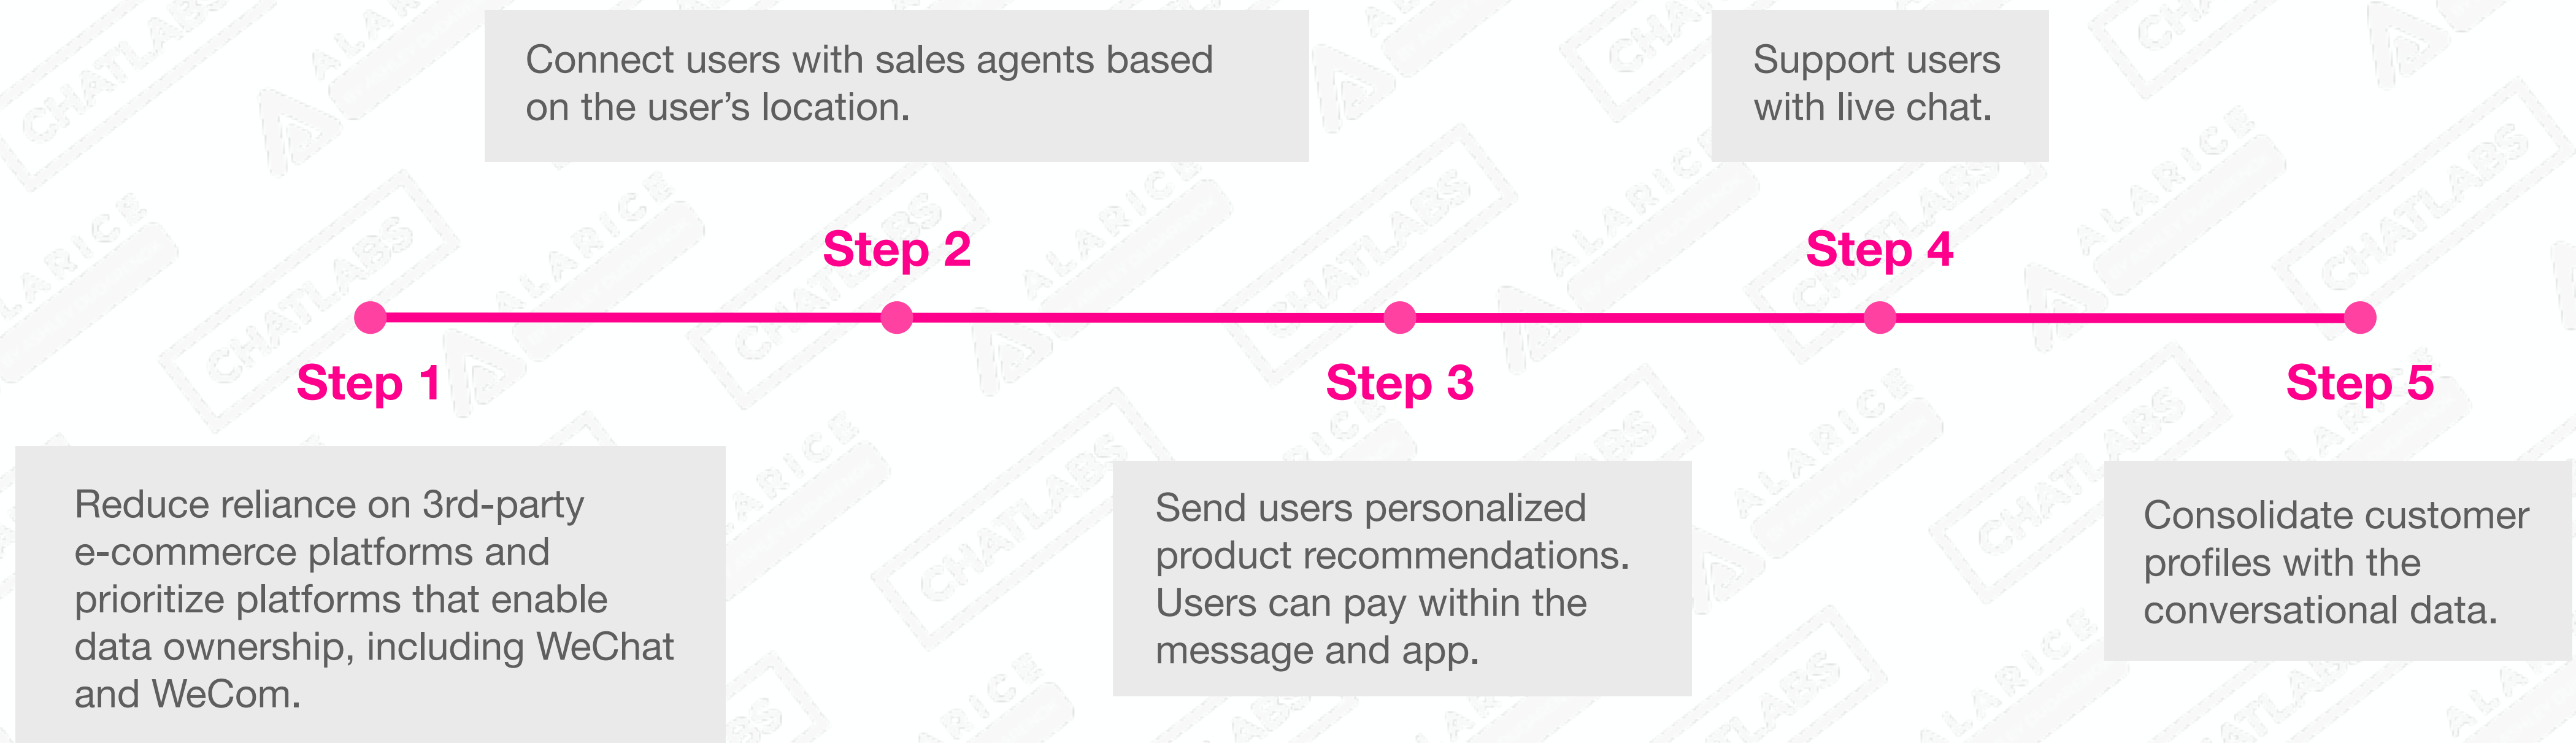 Connect users with sales agents based
on the user's location.
Support users
with live chat.
Step 2
Step 4
Step 1
Step 3
Step 5
Reduce reliance on 3rd-party
e-commerce platforms and
prioritize platforms that enable
data ownership, including WeChat
and WeCom.
Send users personalized
product recommendations.
Users can pay within the
message and app.
Consolidate customer
profiles with the
conversational data.
CHATLABS
ALARICE